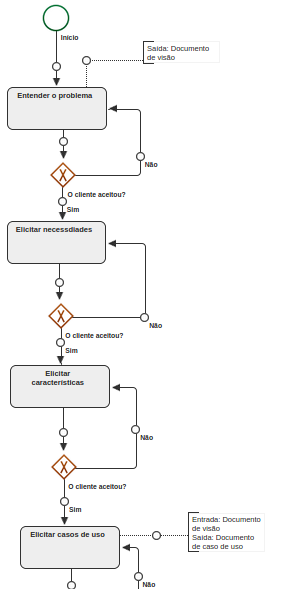 Início
Saída: Documento
de visão
Entender o problema
Não
O cliente aceitou?
Sim
Elicitar necessdiades
Não
O cliente aceitou?
Sim
Elicitar
características
Não
O cliente aceitou?
Sim
Entrada: Documento
de visão
Saída: Documento
de caso de uso
Elicitar casos de uso
Não